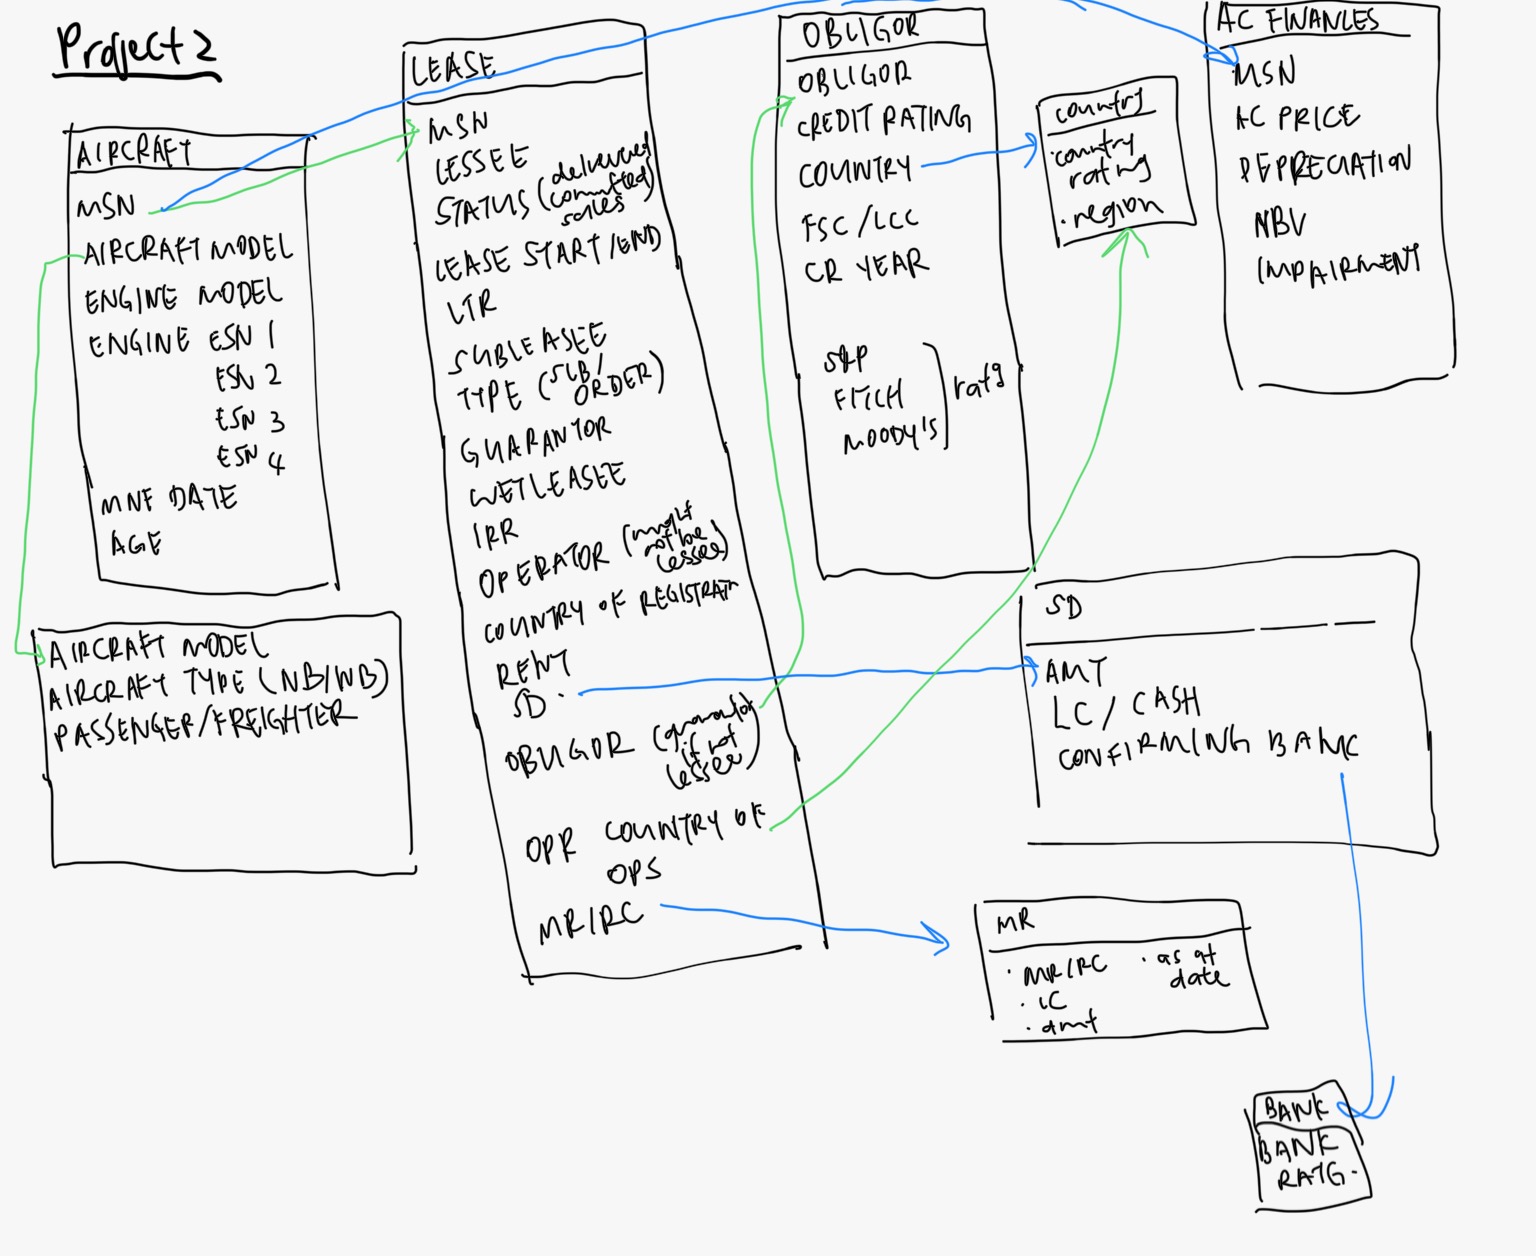 Project 2
AIRCRAFT
MSN
AIRCRAFT MODEL
ENGINE MODEL
ENGINE ESN 1
ESN 2
ESN 3
ESN 4
MNF DATE
AGE
AIRCRAFT MODEL
AIRCRAFT TYPE (NB/WB)
PASSENGER/FREIGHTER
LEASE
MSN
LESSEE
STATUS (delivered
committed)
sales
LEASE START/END
LTR
SUBLEASEE
TYPE (SLB/
ORDER)
GUARANTOR
WETLEASEE
IRR
OPERATOR (might
not be
lessee)
COUNTRY OF REGISTRATN
RENT
SD
OBLIGOR (guarantor
if not
lessee)
OPR COUNTRY OF
OPS
MR/RC
OBLIGOR
OBLIGOR
CREDIT RATING
COUNTRY
FSC/LCC
CR YEAR
S&P
FITCH
MOODY'S
ratg
country
·country
rating
·region
AC FINANCES
MSN
AC PRICE
DEPRECIATION
NBV
IMPAIRMENT
SD
AMT
LC/CASH
CONFIRMING BANK
MR
· MR/RC
· LC
· amt
· as at
date
BANK
BANK
RATG.